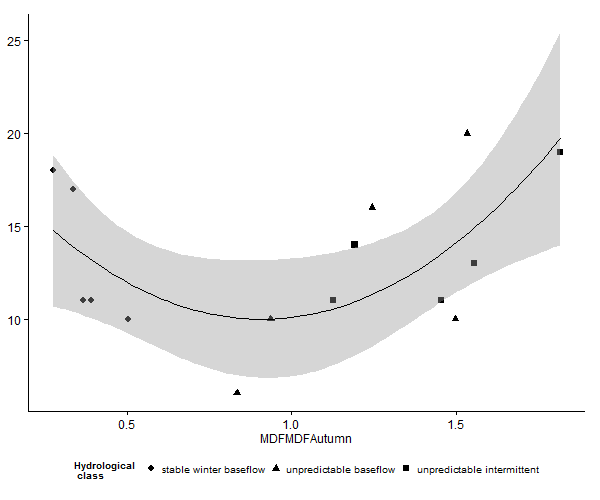 25
20
15
10
0.5 1.0 1.5
MDFMDFAutumn
Hydrological
class
stable winter baseflow unpredictable baseflow unpredictable intermittent